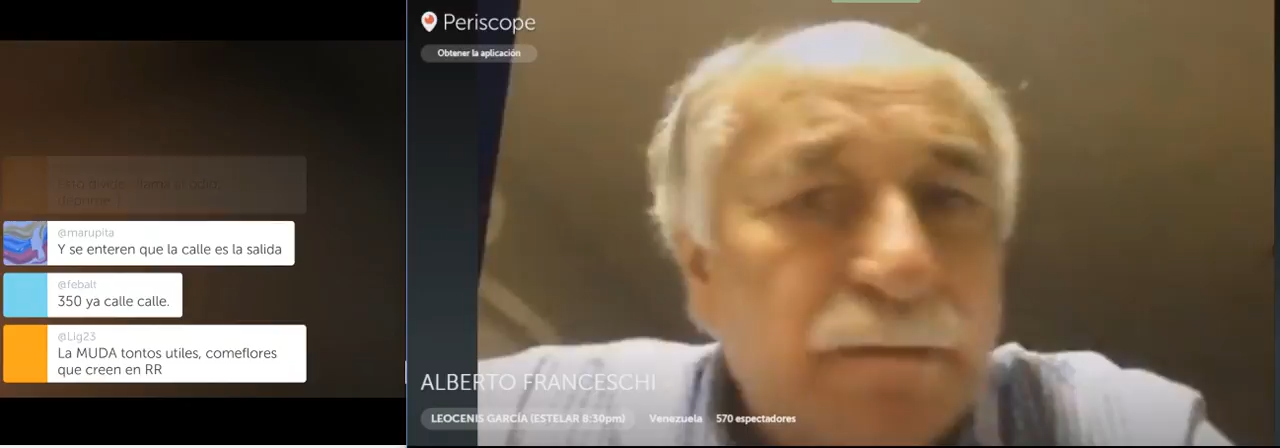 @marupita
Y se enteren que la calle es la salida
@febalt
350 ya calle calle.
@Lig23
La MUDA tontos utiles, comeflores
que creen en RR
Periscope
Obtener la aplicación
ALBERTO FRANCESCHI
LEOCENIS GARCÍA (ESTELAR 8:30pm) Venezuela 570 espectadores